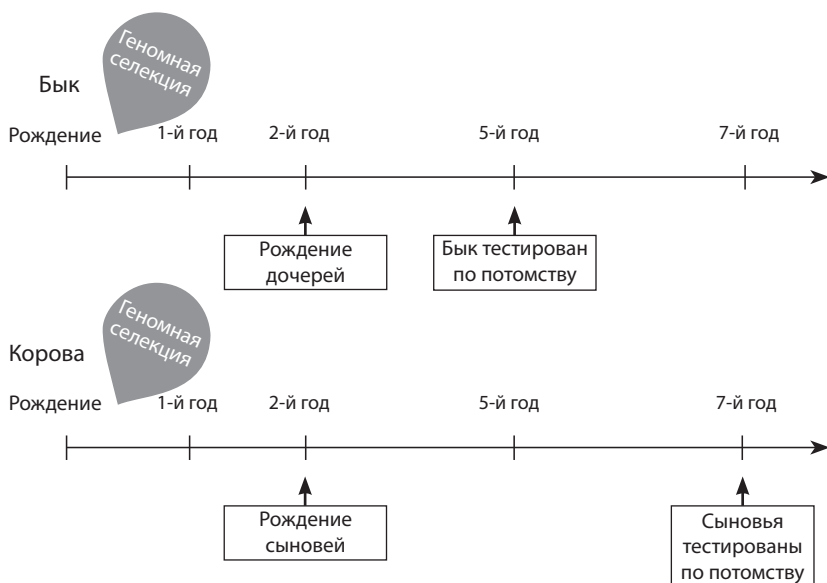 Геномная
селекция
Бык
Рождение 1-й год 2-й год 5-й год 7-й год
Рождение
дочерей
Бык тестирован
по потомству
Геномная
селекция
Корова
Рождение 1-й год 2-й год 5-й год 7-й год
Рождение
сыновей
Сыновья
тестированы
по потомству